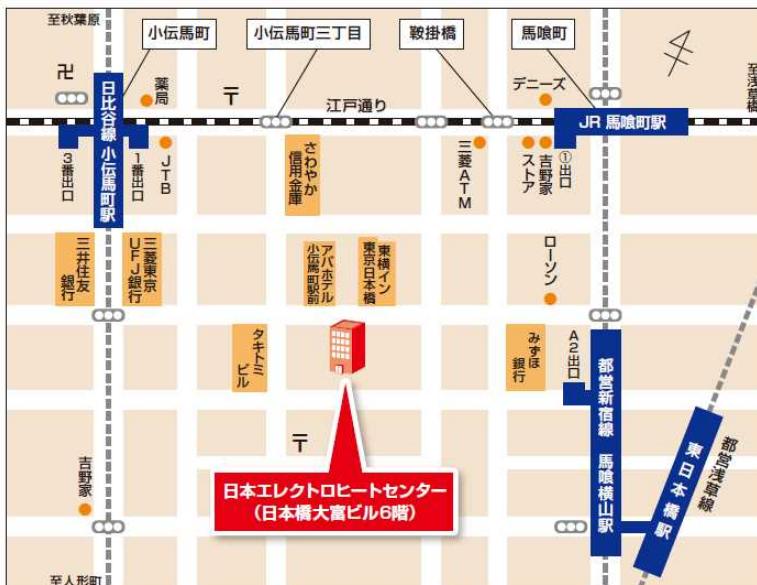 至秋葉原
小伝馬町
小伝馬町三丁目
鞍掛橋
馬喰町
至浅草橋
卍
薬局
〒
江戸通り
デニーズ
日比谷線 小伝馬町駅
JR 馬喰町駅
3番出口
1番出口
JTB
さわやか
信用金庫
三菱ATM
ストア
吉野家
①出口
三井住友
銀行
三菱東京
UFJ銀行
アパホテル
小伝馬町駅前
東横イン
東京日本橋
ローソン
タキトミ
ビル
みずほ
銀行
A2出口
都営新宿線 馬喰横山駅
〒
吉野家
日本エレクトロヒートセンター
(日本橋大富ビル6階)
東日本橋駅
都営浅草線
至人形町